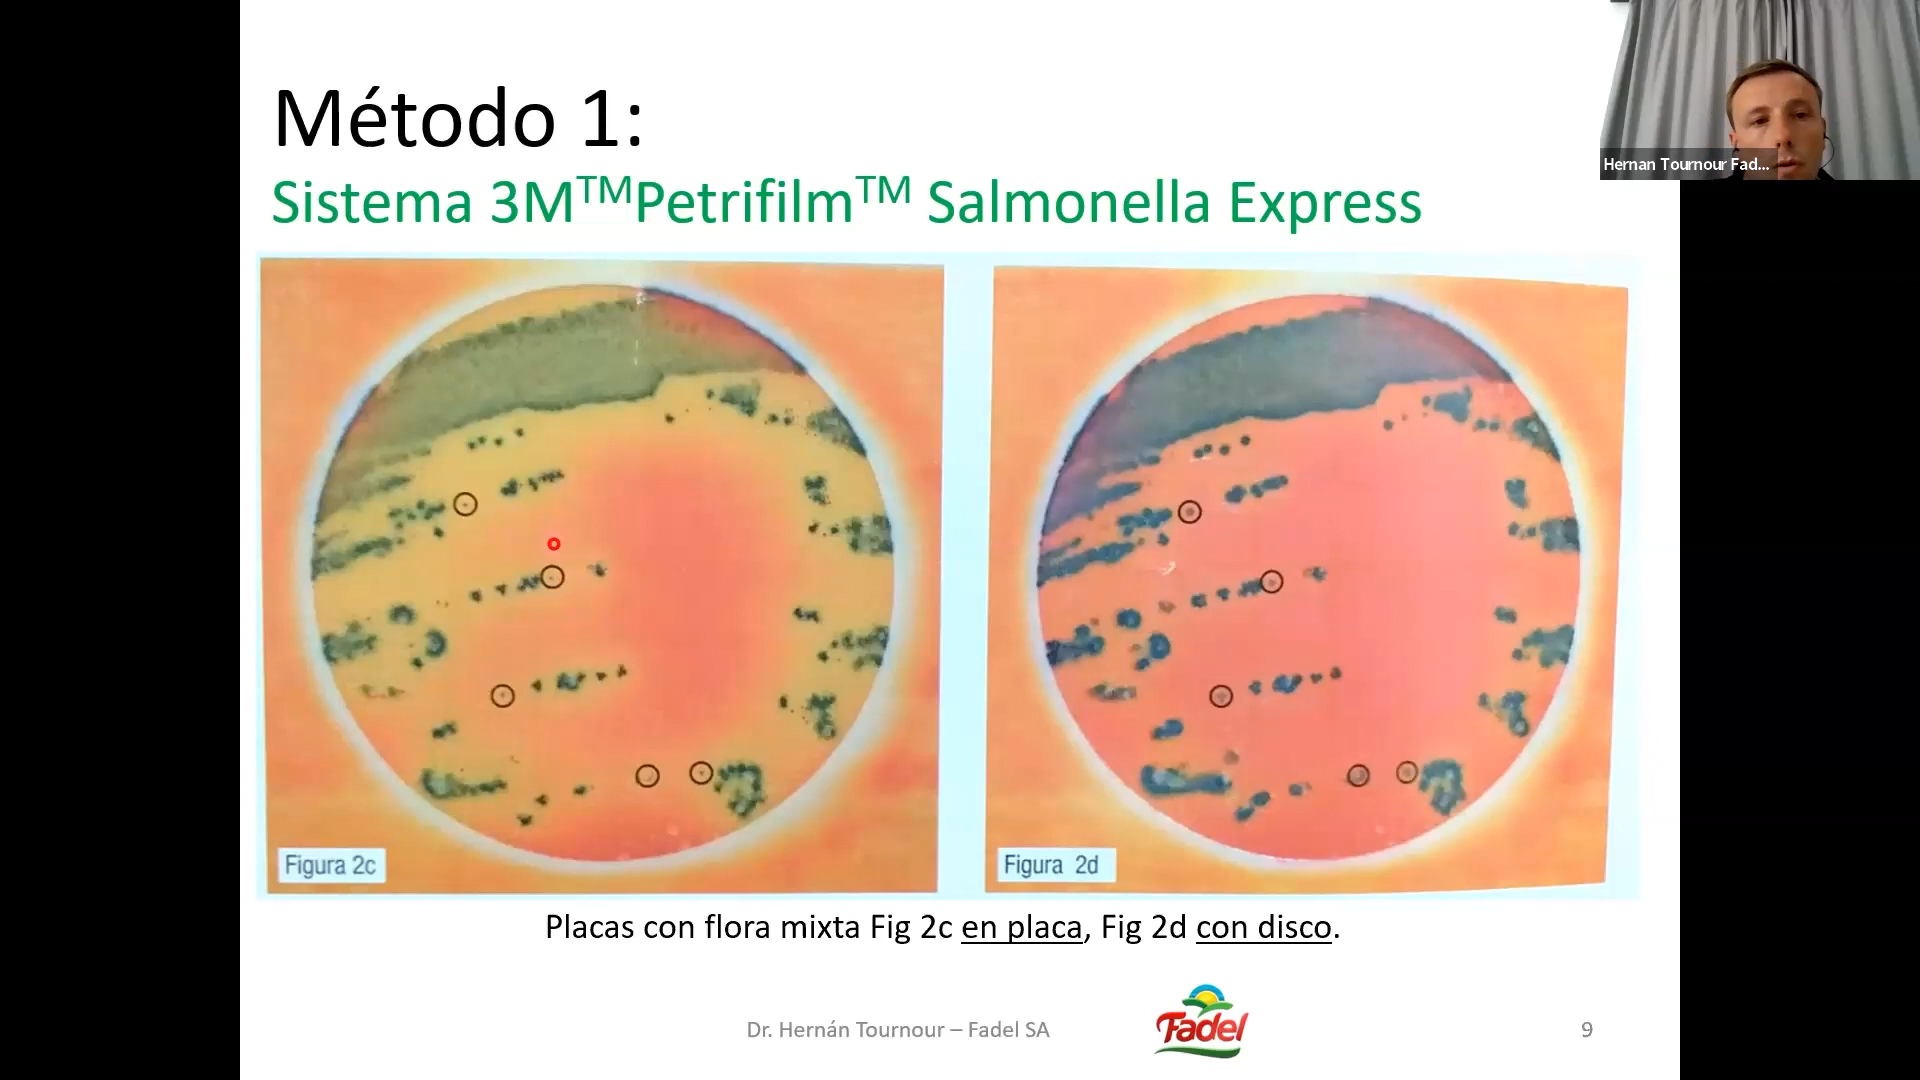 Método 1:
Sistema 3M™Petrifilm™ Salmonella Express
Hernan Tournour Fad...
Figura 2c
Figura 2d
Placas con flora mixta Fig 2c en placa, Fig 2d con disco.
Dr. Hernán Tournour – Fadel SA
Fadel
9